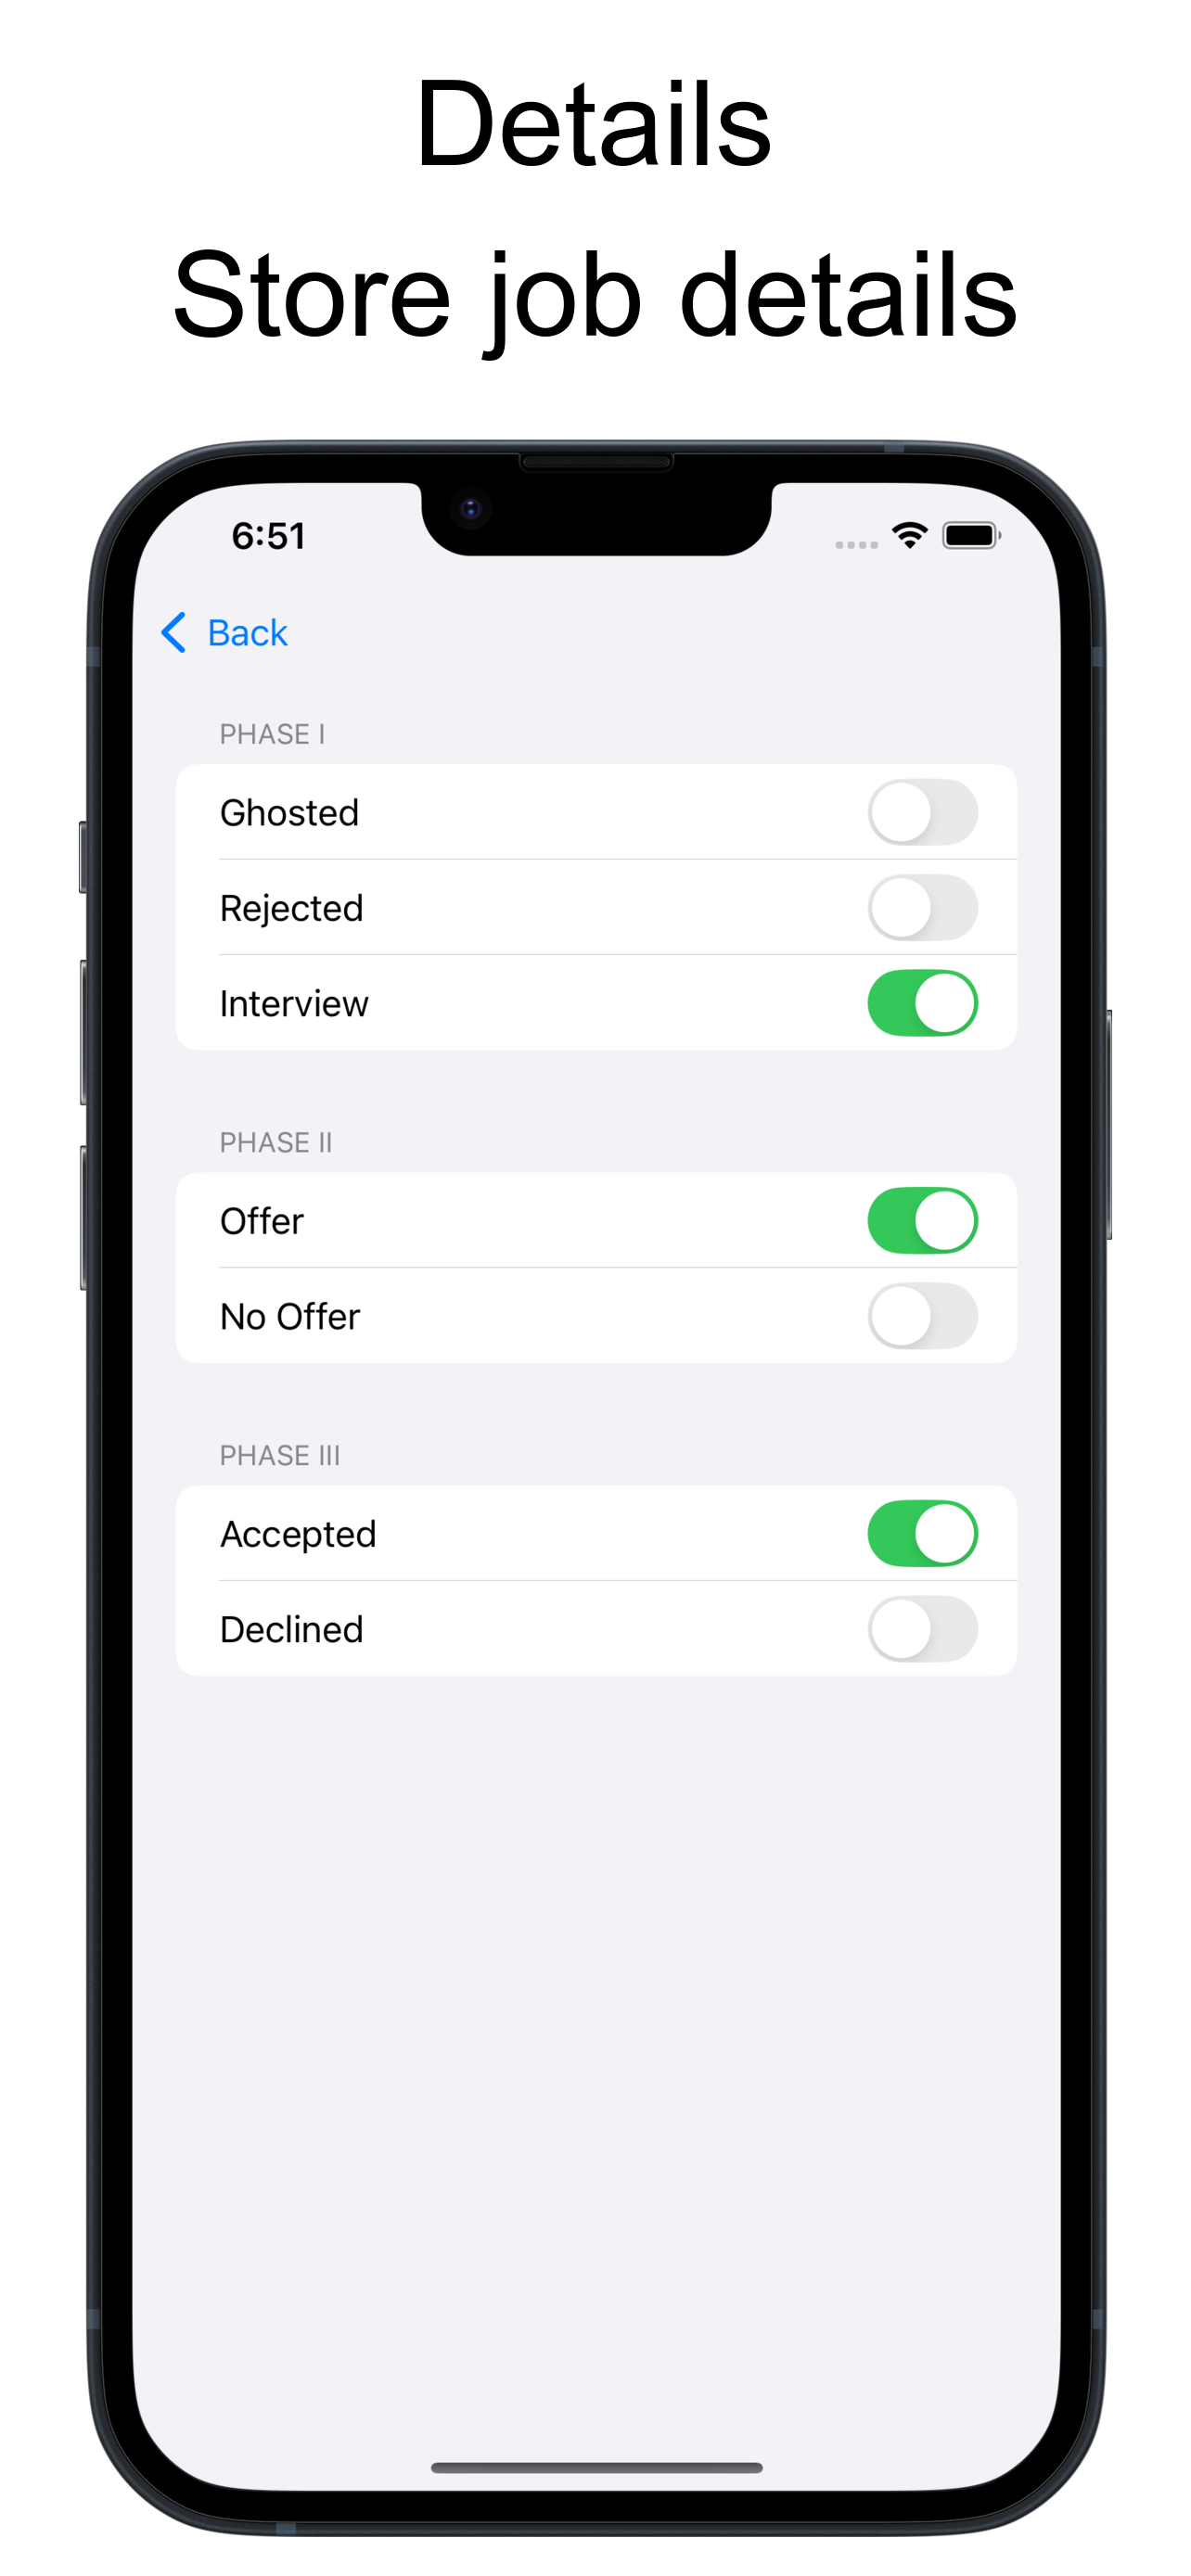 Details
Store job details
6:51
Back
PHASE I
Ghosted
Rejected
Interview
PHASE II
Offer
No Offer
PHASE III
Accepted
Declined